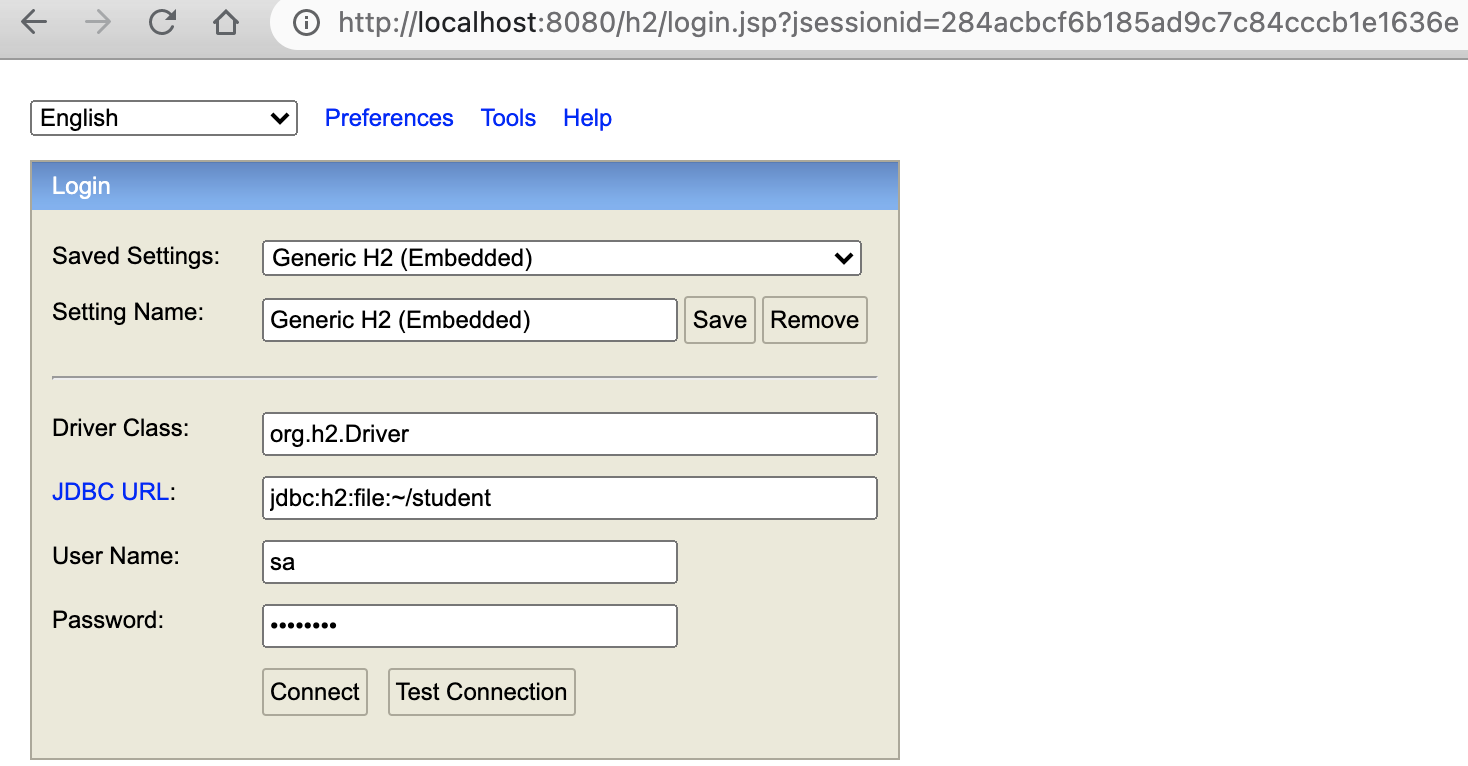 http://localhost:8080/h2/login.jsp?jsessionid=284acbcf6b185ad9c7c84cccb1e1636e
English Preferences Tools Help
Login
Saved Settings: Generic H2 (Embedded)
Setting Name: Generic H2 (Embedded) Save Remove
Driver Class: org.h2.Driver
JDBC URL: jdbc:h2:file:~/student
User Name: sa
Password: ••••••••
Connect Test Connection